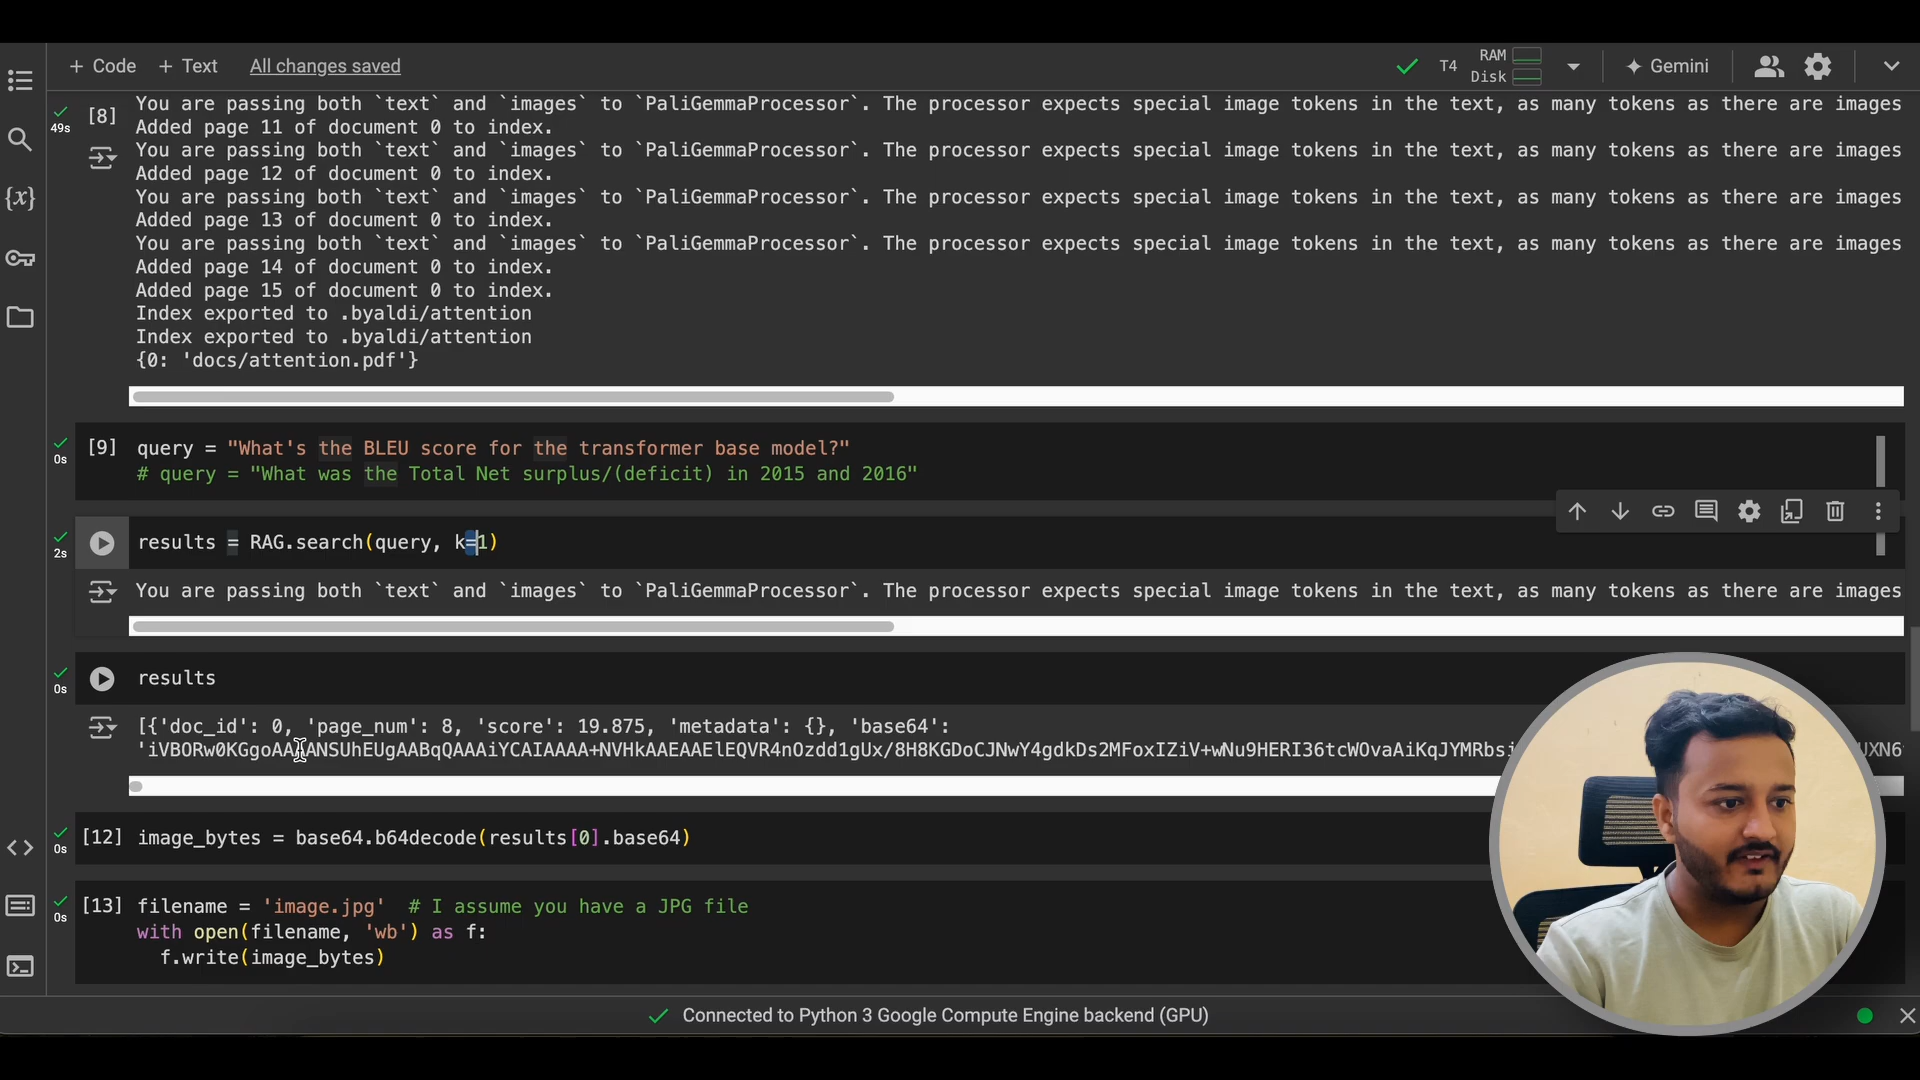 + Code + Text All changes saved
T4 RAM Disk Gemini
[8] You are passing both `text` and `images` to `PaliGemmaProcessor`. The processor expects special image tokens in the text, as many tokens as there are images
49s
Added page 11 of document 0 to index.
You are passing both `text` and `images` to `PaliGemmaProcessor`. The processor expects special image tokens in the text, as many tokens as there are images
Added page 12 of document 0 to index.
You are passing both `text` and `images` to `PaliGemmaProcessor`. The processor expects special image tokens in the text, as many tokens as there are images
Added page 13 of document 0 to index.
You are passing both `text` and `images` to `PaliGemmaProcessor`. The processor expects special image tokens in the text, as many tokens as there are images
Added page 14 of document 0 to index.
Added page 15 of document 0 to index.
Index exported to .byaldi/attention
Index exported to .byaldi/attention
{0: 'docs/attention.pdf'}
[9] query = "What's the BLEU score for the transformer base model?"
0s
# query = "What was the Total Net surplus/(deficit) in 2015 and 2016"
results = RAG.search(query, k=1)
2s
You are passing both `text` and `images` to `PaliGemmaProcessor`. The processor expects special image tokens in the text, as many tokens as there are images
results
0s
[{'doc_id': 0, 'page_num': 8, 'score': 19.875, 'metadata': {}, 'base64':
[12] image_bytes = base64.b64decode(results[0].base64)
0s
[13] filename = 'image.jpg' # I assume you have a JPG file
0s
with open(filename, 'wb') as f:
f.write(image_bytes)
Connected to Python 3 Google Compute Engine backend (GPU)